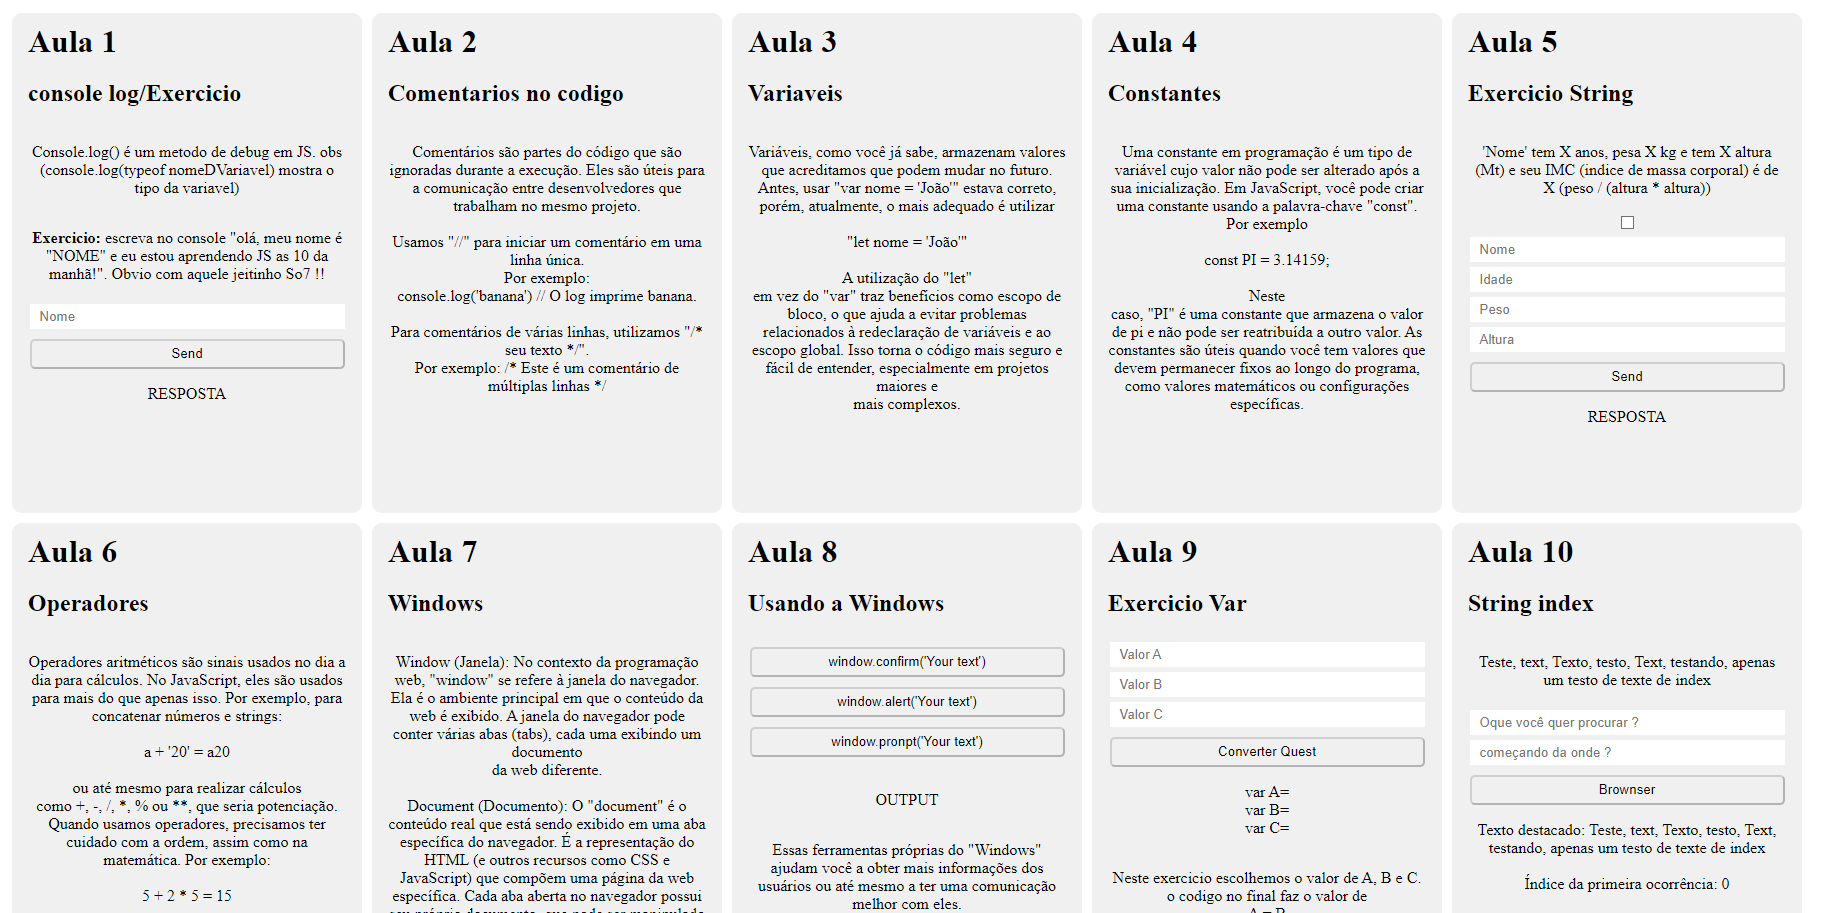 Aula 1
console log/Exercicio
Console.log() é um metodo de debug em JS. obs
(console.log(typeof nomeDVariavel) mostra o
tipo da variavel)
Exercicio: escreva no console "olá, meu nome é
"NOME" e eu estou aprendendo JS as 10 da
manhã!". Obvio com aquele jeitinho So7 !!
Nome
Send
RESPOSTA
Aula 2
Comentarios no codigo
Comentários são partes do código que são
ignoradas durante a execução. Eles são úteis para
a comunicação entre desenvolvedores que
trabalham no mesmo projeto.
Usamos "//" para iniciar um comentário em uma
linha única.
Por exemplo:
console.log('banana') // O log imprime banana.
Para comentários de várias linhas, utilizamos "/*
seu texto */".
Por exemplo: /* Este é um comentário de
múltiplas linhas */
Aula 3
Variaveis
Variáveis, como você já sabe, armazenam valores
que acreditamos que podem mudar no futuro.
Antes, usar "var nome = 'João'" estava correto,
porém, atualmente, o mais adequado é utilizar
"let nome = 'João'"
A utilização do "let"
em vez do "var" traz benefícios como escopo de
bloco, o que ajuda a evitar problemas
relacionados à redeclaração de variáveis e ao
escopo global. Isso torna o código mais seguro e
fácil de entender, especialmente em projetos
maiores e
mais complexos.
Aula 4
Constantes
Uma constante em programação é um tipo de
variável cujo valor não pode ser alterado após a
sua inicialização. Em JavaScript, você pode criar
uma constante usando a palavra-chave "const".
Por exemplo
const PI = 3.14159;
Neste
caso, "PI" é uma constante que armazena o valor
de pi e não pode ser reatribuída a outro valor. As
constantes são úteis quando você tem valores que
devem permanecer fixos ao longo do programa,
como valores matemáticos ou configurações
específicas.
Aula 5
Exercicio String
'Nome' tem X anos, pesa X kg e tem X altura
(Mt) e seu IMC (indice de massa corporal) é de
X (peso / (altura * altura))
Nome
Idade
Peso
Altura
Send
RESPOSTA
Aula 6
Operadores
Operadores aritméticos são sinais usados no dia a
dia para cálculos. No JavaScript, eles são usados
para mais do que apenas isso. Por exemplo, para
concatenar números e strings:
a + '20' = a20
ou até mesmo para realizar cálculos
como +, -, /, *, % ou **, que seria potenciação.
Quando usamos operadores, precisamos ter
cuidado com a ordem, assim como na
matemática. Por exemplo:
5 + 2 * 5 = 15
Aula 7
Windows
Window (Janela): No contexto da programação
web, "window" se refere à janela do navegador.
Ela é o ambiente principal em que o conteúdo da
web é exibido. A janela do navegador pode
conter várias abas (tabs), cada uma exibindo um
documento
da web diferente.
Document (Documento): O "document" é o
conteúdo real que está sendo exibido em uma aba
específica do navegador. É a representação do
HTML (e outros recursos como CSS e
JavaScript) que compõem uma página da web
específica. Cada aba aberta no navegador possui
Aula 8
Usando a Windows
window.confirm('Your text')
window.alert('Your text')
window.pronpt('Your text')
OUTPUT
Essas ferramentas próprias do "Windows"
ajudam você a obter mais informações dos
usuários ou até mesmo a ter uma comunicação
melhor com eles.
Aula 9
Exercicio Var
Valor A
Valor B
Valor C
Converter Quest
var A=
var B=
var C=
Neste exercicio escolhemos o valor de A, B e C.
o codigo no final faz o valor de
Aula 10
String index
Teste, text, Texto, testo, Text, testando, apenas
um testo de texte de index
Oque você quer procurar ?
começando da onde ?
Brownser
Texto destacado: Teste, text, Texto, testo, Text,
testando, apenas um testo de texte de index
Índice da primeira ocorrência: 0